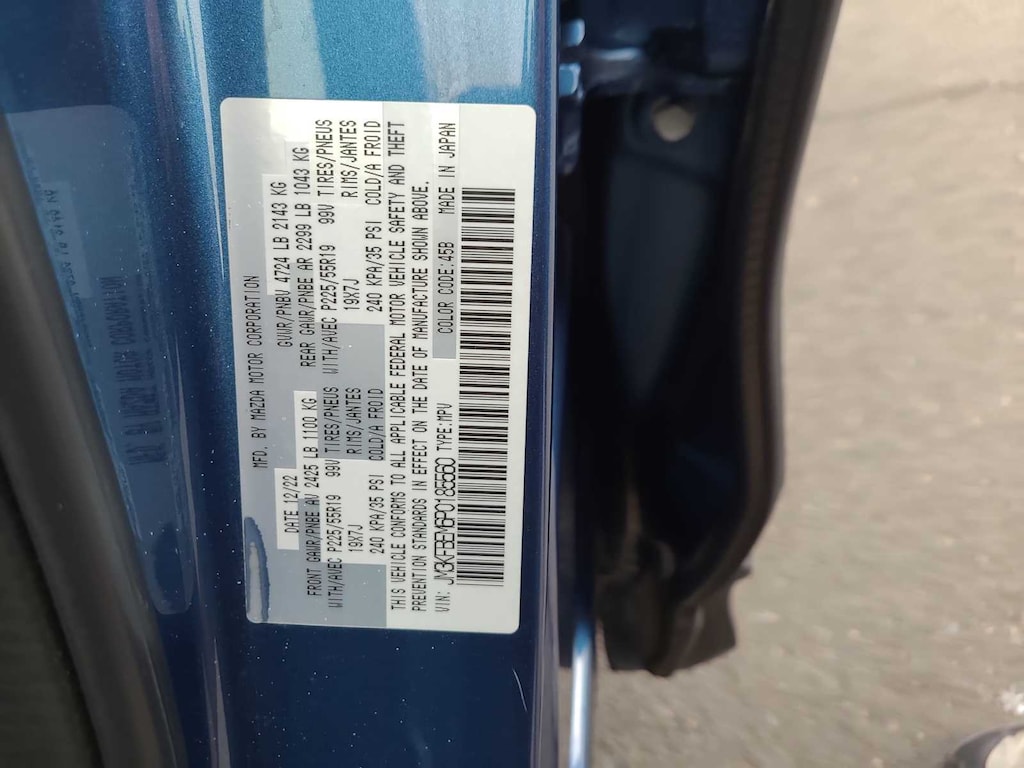 MFD. BY MAZDA MOTOR CORPORATION
DATE 12/22 GVWR/PNBV 4724 LB 2143 KG
FRONT GAWR/PNBE AV 2425 LB 1100 KG REAR GAWR/PNBE AR 2299 LB 1043 KG
WITH/AVEC P225/55R19 99V TIRES/PNEUS WITH/AVEC P225/55R19 99V TIRES/PNEUS
19X7J RIMS/JANTES 19X7J RIMS/JANTES
240 KPA/35 PSI COLD/A FROID 240 KPA/35 PSI COLD/A FROID
THIS VEHICLE CONFORMS TO ALL APPLICABLE FEDERAL MOTOR VEHICLE SAFETY AND THEFT
PREVENTION STANDARDS IN EFFECT ON THE DATE OF MANUFACTURE SHOWN ABOVE.
VIN: JM3KFBEM6P0185560 TYPE:MPV COLOR CODE:45B MADE IN JAPAN